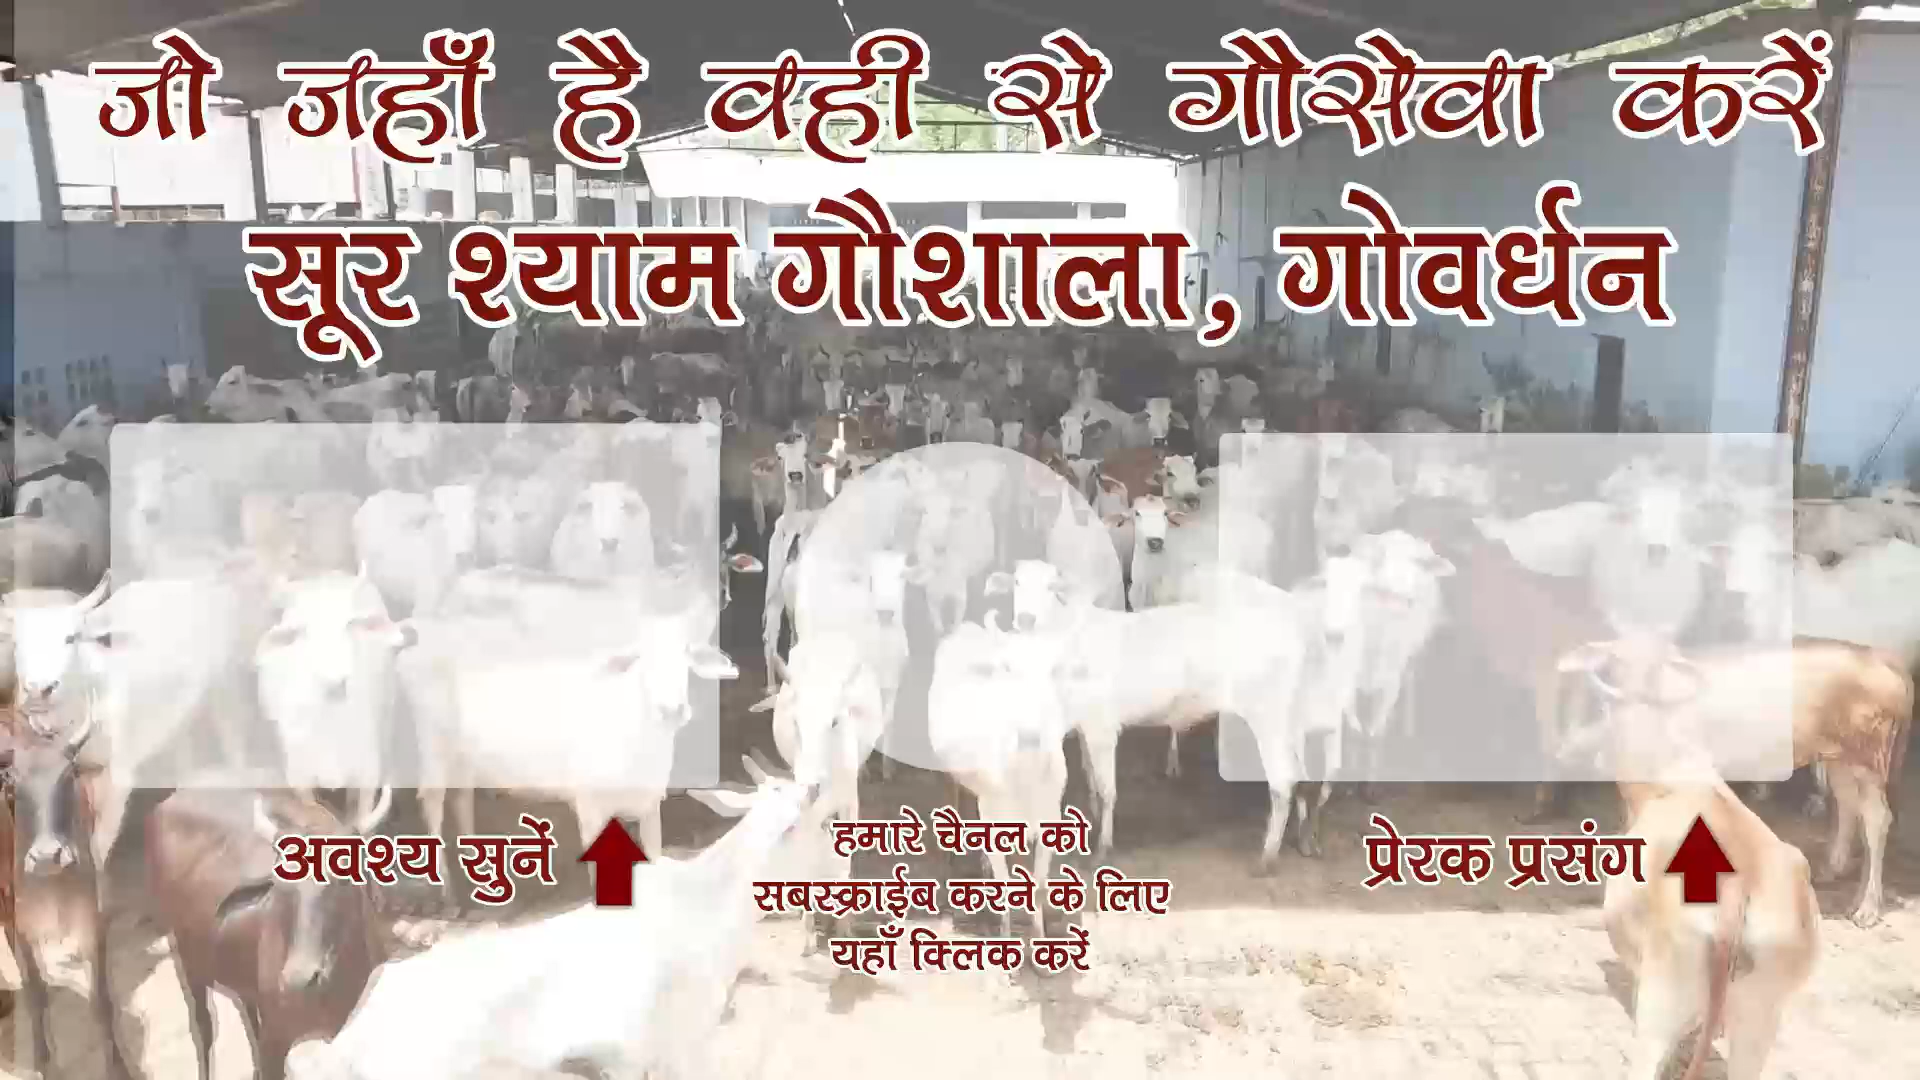 जो जहाँ है वही से गौसेवा करें
सूर श्याम गौशाला, गोवर्धन
अवश्य सुनें
हमारे चैनल को
सबस्क्राईब करने के लिए
यहाँ क्लिक करें
प्रेरक प्रसंग